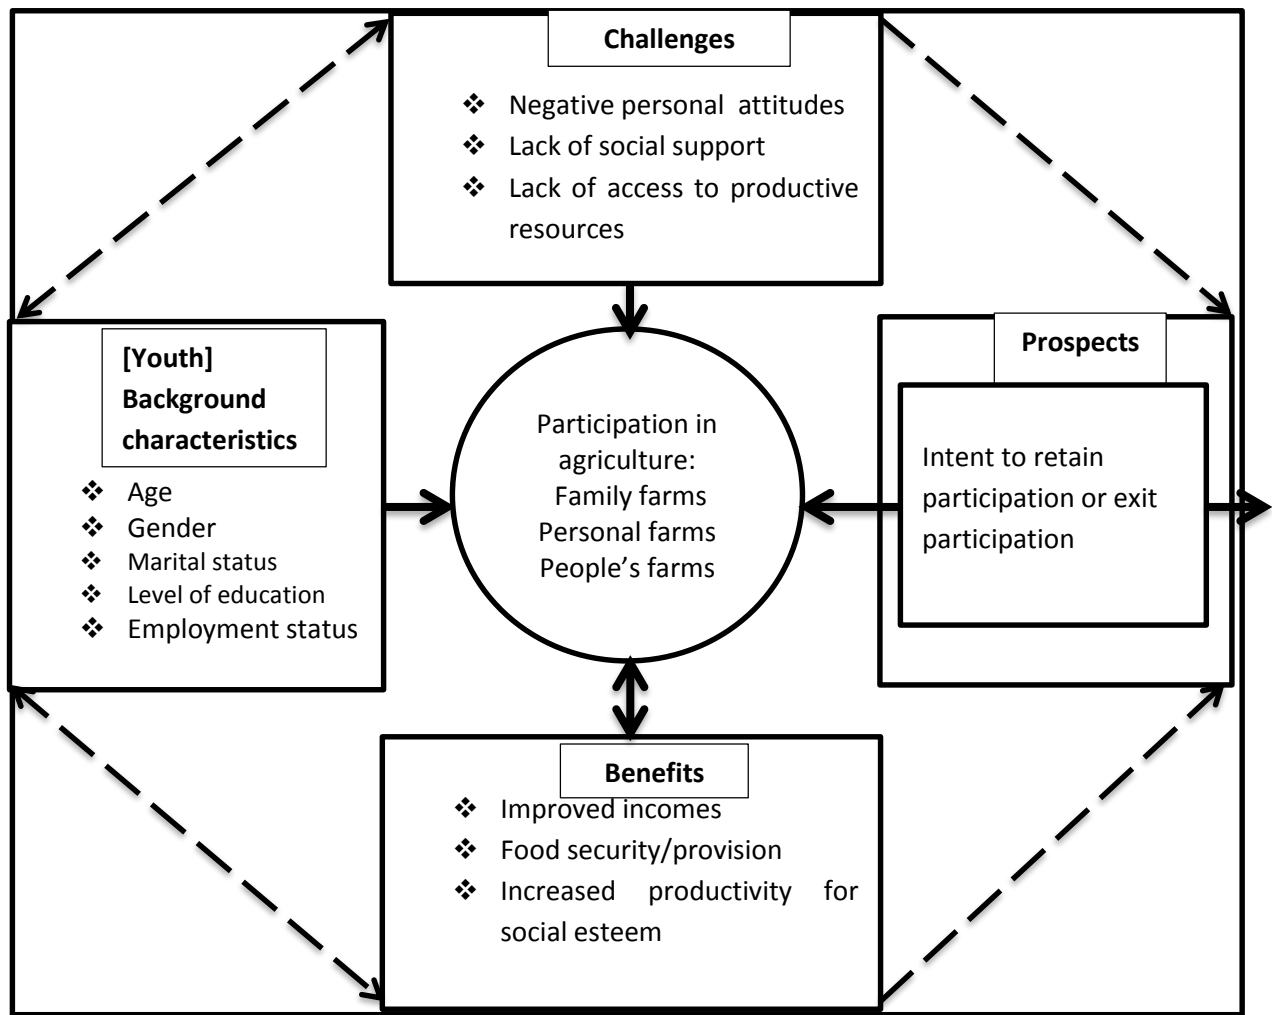 Challenges
❖ Negative personal attitudes
❖ Lack of social support
❖ Lack of access to productive
resources
[Youth]
Background
characteristics
❖ Age
❖ Gender
❖ Marital status
❖ Level of education
❖ Employment status
Participation in
agriculture:
Family farms
Personal farms
People’s farms
Prospects
Intent to retain
participation or exit
participation
Benefits
❖ Improved incomes
❖ Food security/provision
❖ Increased productivity for
social esteem